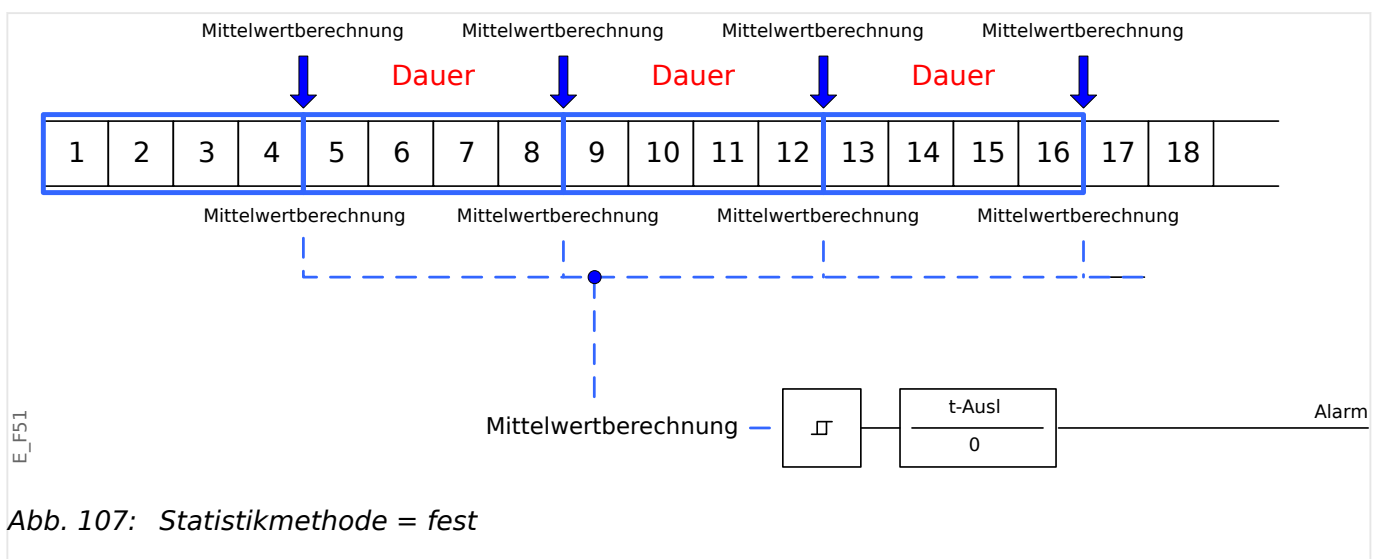 Mittelwertberechnung Mittelwertberechnung Mittelwertberechnung Mittelwertberechnung
Dauer Dauer Dauer
1 2 3 4 5 6 7 8 9 10 11 12 13 14 15 16 17 18
Mittelwertberechnung Mittelwertberechnung Mittelwertberechnung Mittelwertberechnung
Mittelwertberechnung
t-Ausl
0
Alarm
E_F51
Abb. 107: Statistikmethode = fest